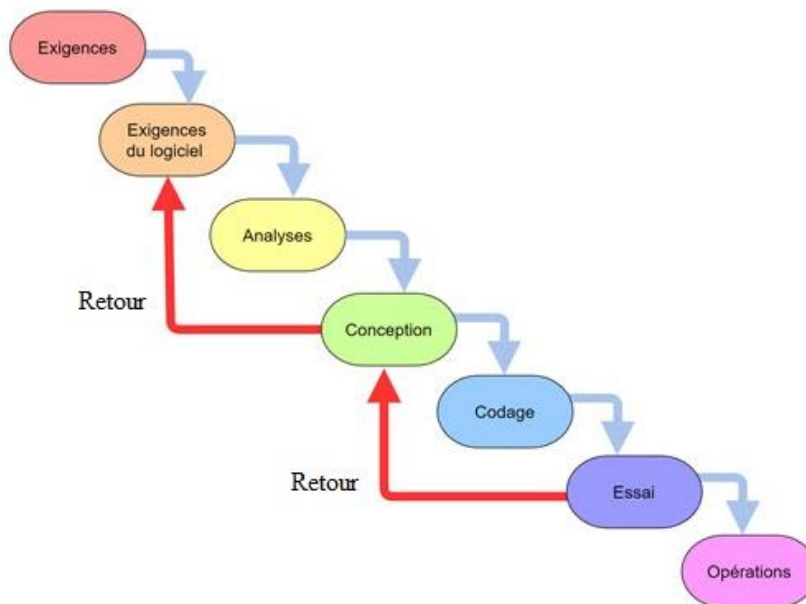 Exigences
Exigences
du logiciel
Analyses
Retour
Conception
Codage
Retour
Essai
Opérations